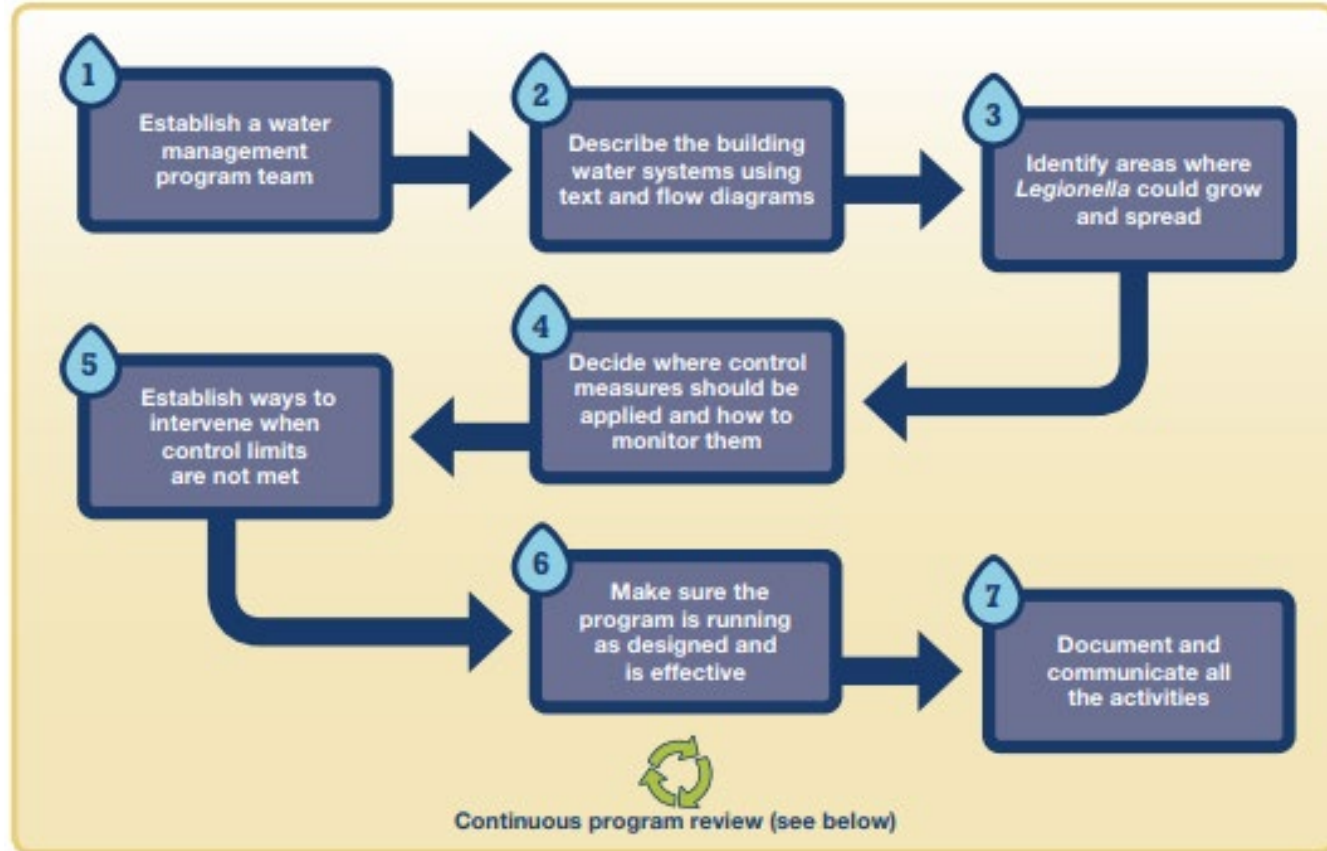 1
Establish a water
management
program team
2
Describe the building
water systems using
text and flow diagrams
3
Identify areas where
Legionella could grow
and spread
4
Decide where control
measures should be
applied and how to
monitor them
5
Establish ways to
intervene when
control limits
are not met
6
Make sure the
program is running
as designed and
is effective
7
Document and
communicate all
the activities
Continuous program review (see below)